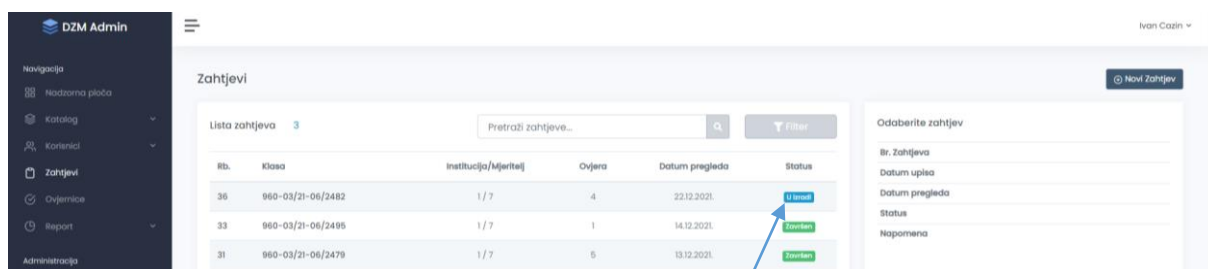 DZM Admin
Ivan Cazin
Navigacija
Nadzorna ploča
Katalog
Korisnici
Zahtjevi
Ovjernice
Report
Administracija
Zahtjevi
Novi Zahtjev
Lista zahtjeva 3
Pretraži zahtjeve...
Filter
Rb. Klasa Institucija/Mjeritelj Ovjera Datum pregleda Status
36 960-03/21-06/2482 1 / 7 4 22.12.2021. U izradi
33 960-03/21-06/2495 1 / 7 1 14.12.2021. Završen
31 960-03/21-06/2479 1 / 7 5 13.12.2021. Završen
Odaberite zahtjev
Br. Zahtjeva
Datum upisa
Datum pregleda
Status
Napomena